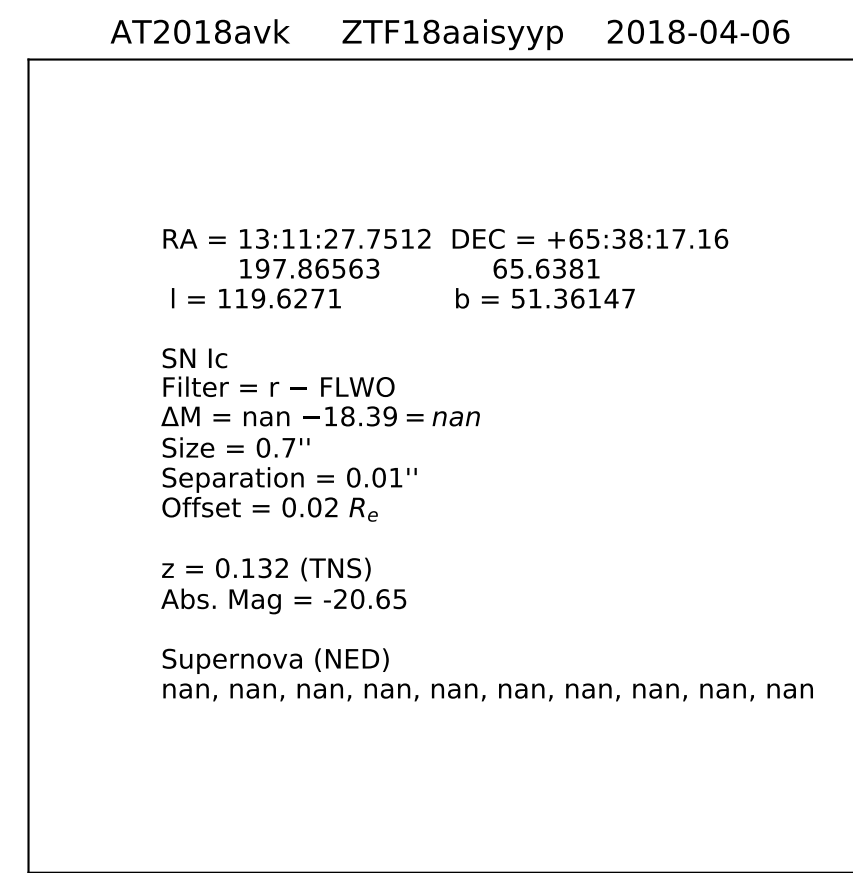 AT2018avk ZTF18aaisyyp 2018-04-06
RA = 13:11:27.7512 DEC = +65:38:17.16
197.86563 65.6381
l = 119.6271 b = 51.36147
SN Ic
Filter = r − FLWO
ΔM = nan −18.39 = nan
Size = 0.7''
Separation = 0.01''
Offset = 0.02 Rₑ
z = 0.132 (TNS)
Abs. Mag = -20.65
Supernova (NED)
nan, nan, nan, nan, nan, nan, nan, nan, nan, nan